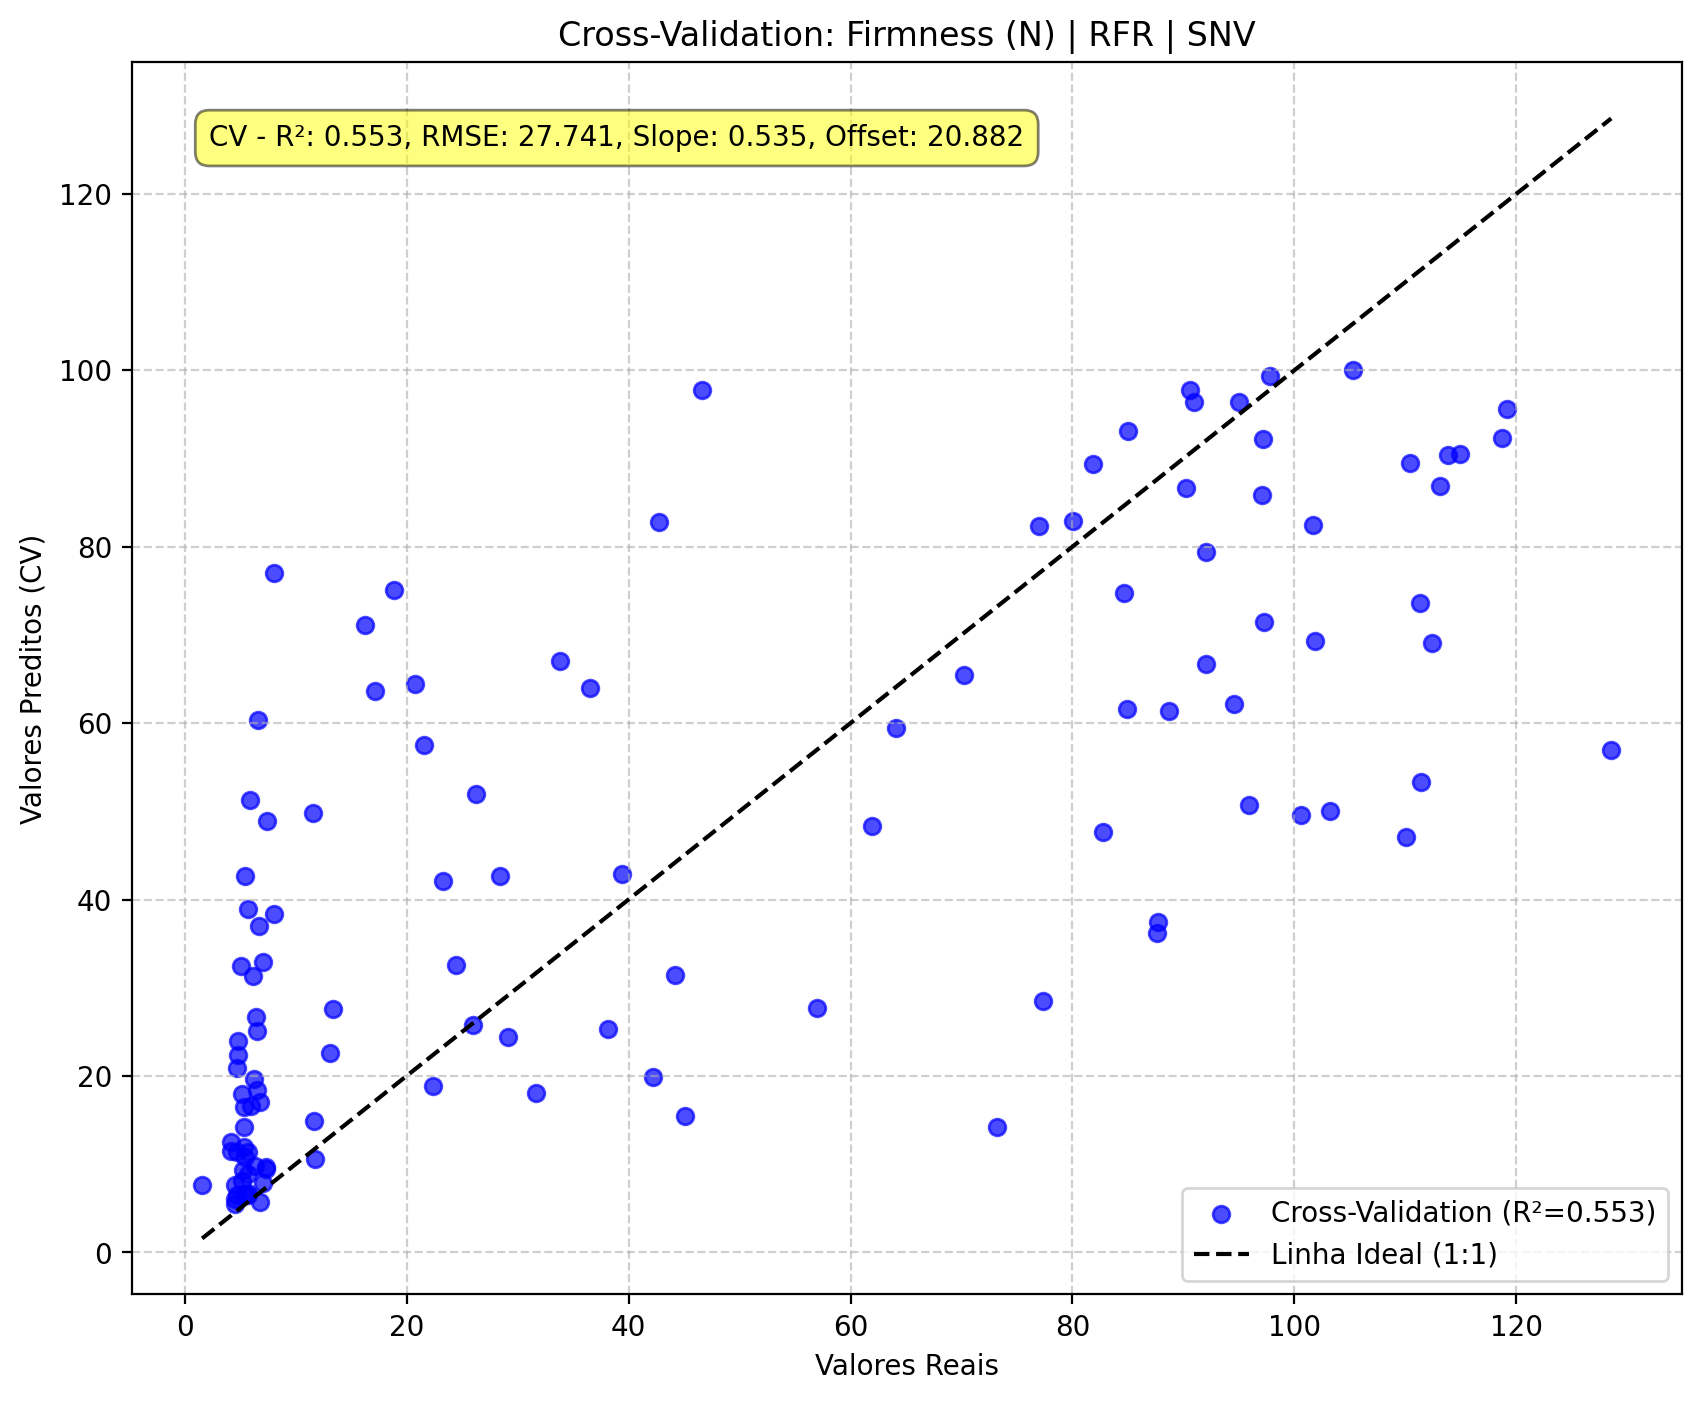 Cross-Validation: Firmness (N) | RFR | SNV
CV - R²: 0.553, RMSE: 27.741, Slope: 0.535, Offset: 20.882
Valores Preditos (CV)
120
100
80
60
40
20
0
Cross-Validation (R²=0.553)
Linha Ideal (1:1)
0 20 40 60 80 100 120
Valores Reais